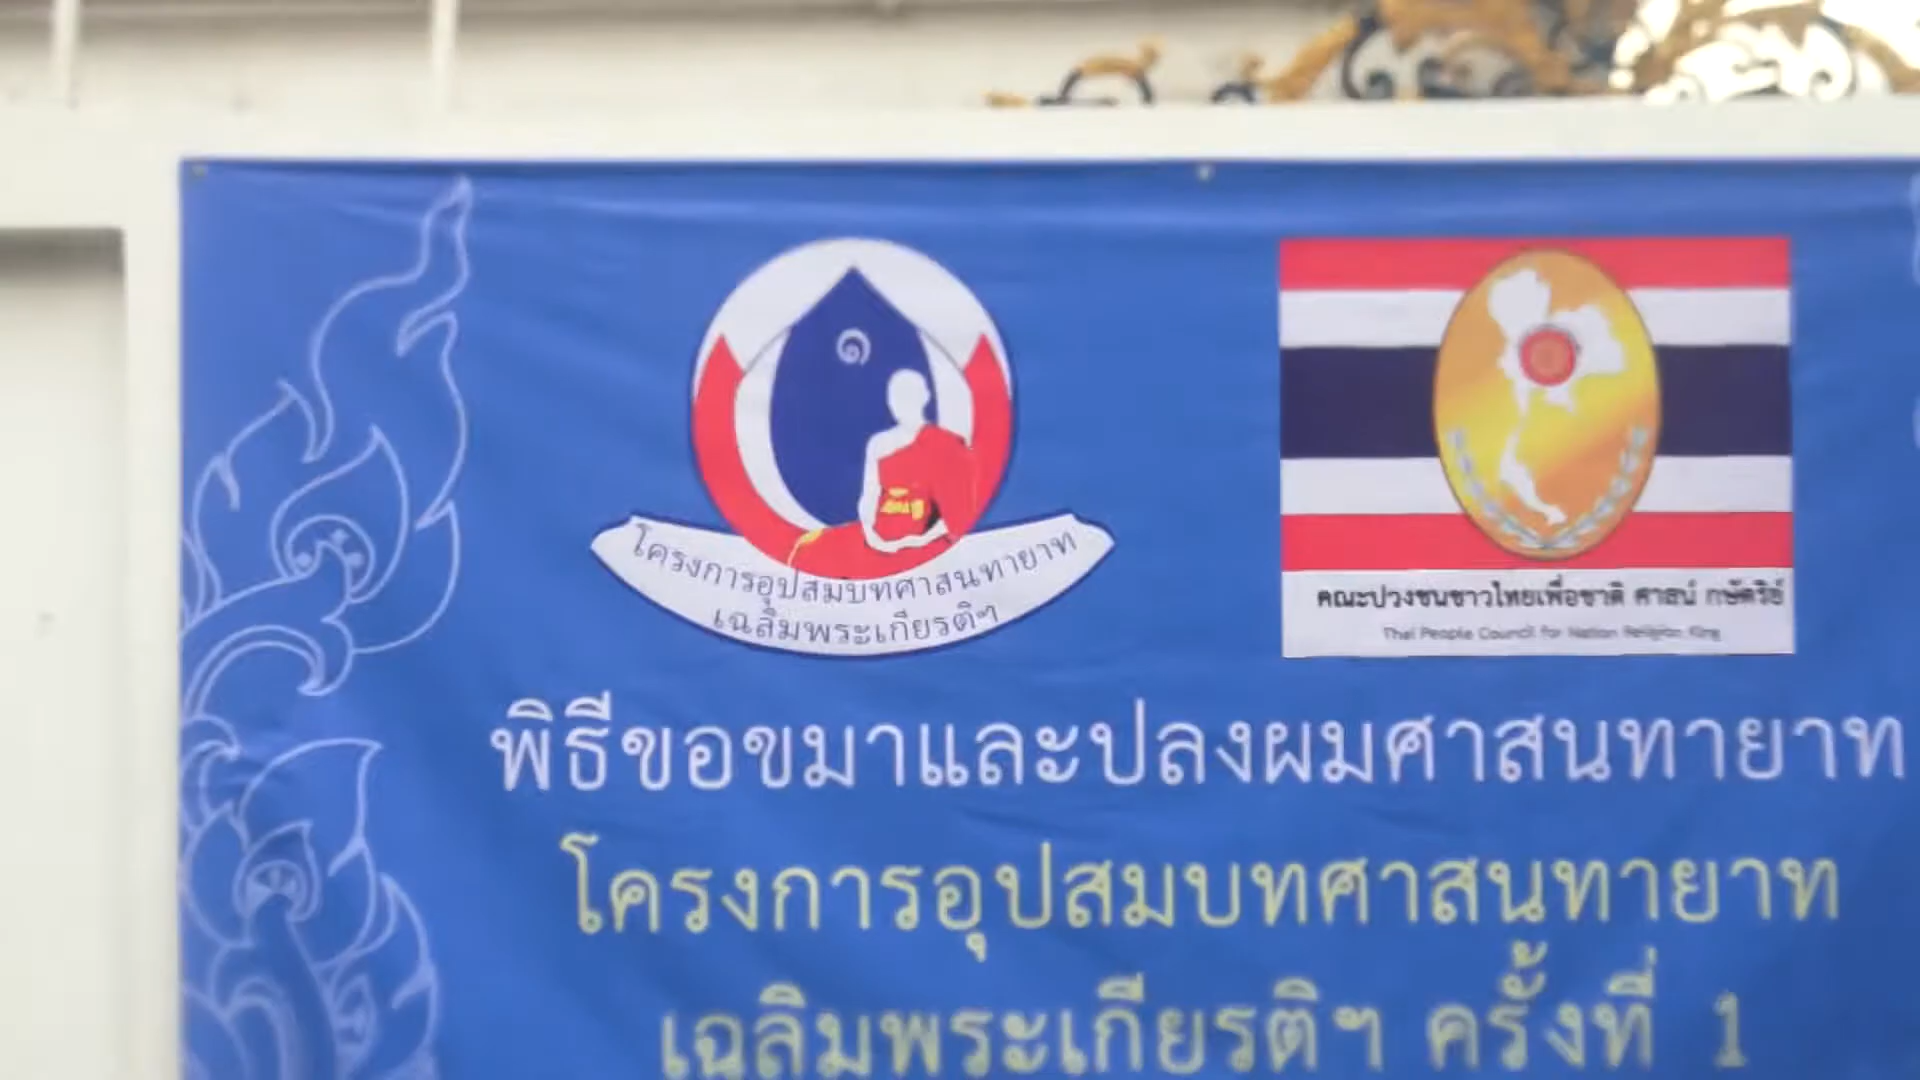 ๑
โครงการอุปสมบทศาสนทายาท
เฉลิมพระเกียรติฯ
คณะปวงชนชาวไทยเพื่อชาติ ศาสน์ กษัตริย์
Thai People Council for Nation Religion King
พิธีขอขมาและปลงผมศาสนทายาท
โครงการอุปสมบทศาสนทายาท
เฉลิมพระเกียรติฯ ครั้งที่ 1